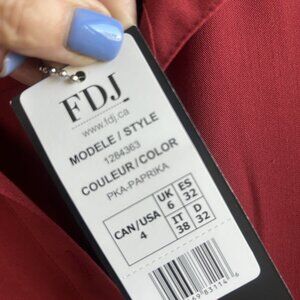 FDJ
www.fdj.ca
MODELE / STYLE
1284363
COULEUR/COLOR
PKA-PAPRIKA
CAN/USA 4
UK 6
ES 32
IT 38
D 32